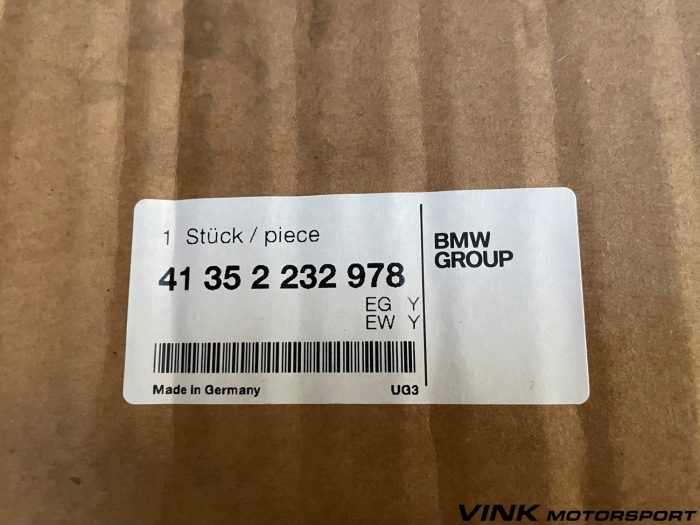 1 Stück / piece
41 35 2 232 978
EG Y
EW Y
Made in Germany UG3
BMW
GROUP
VINK MOTORSPORT